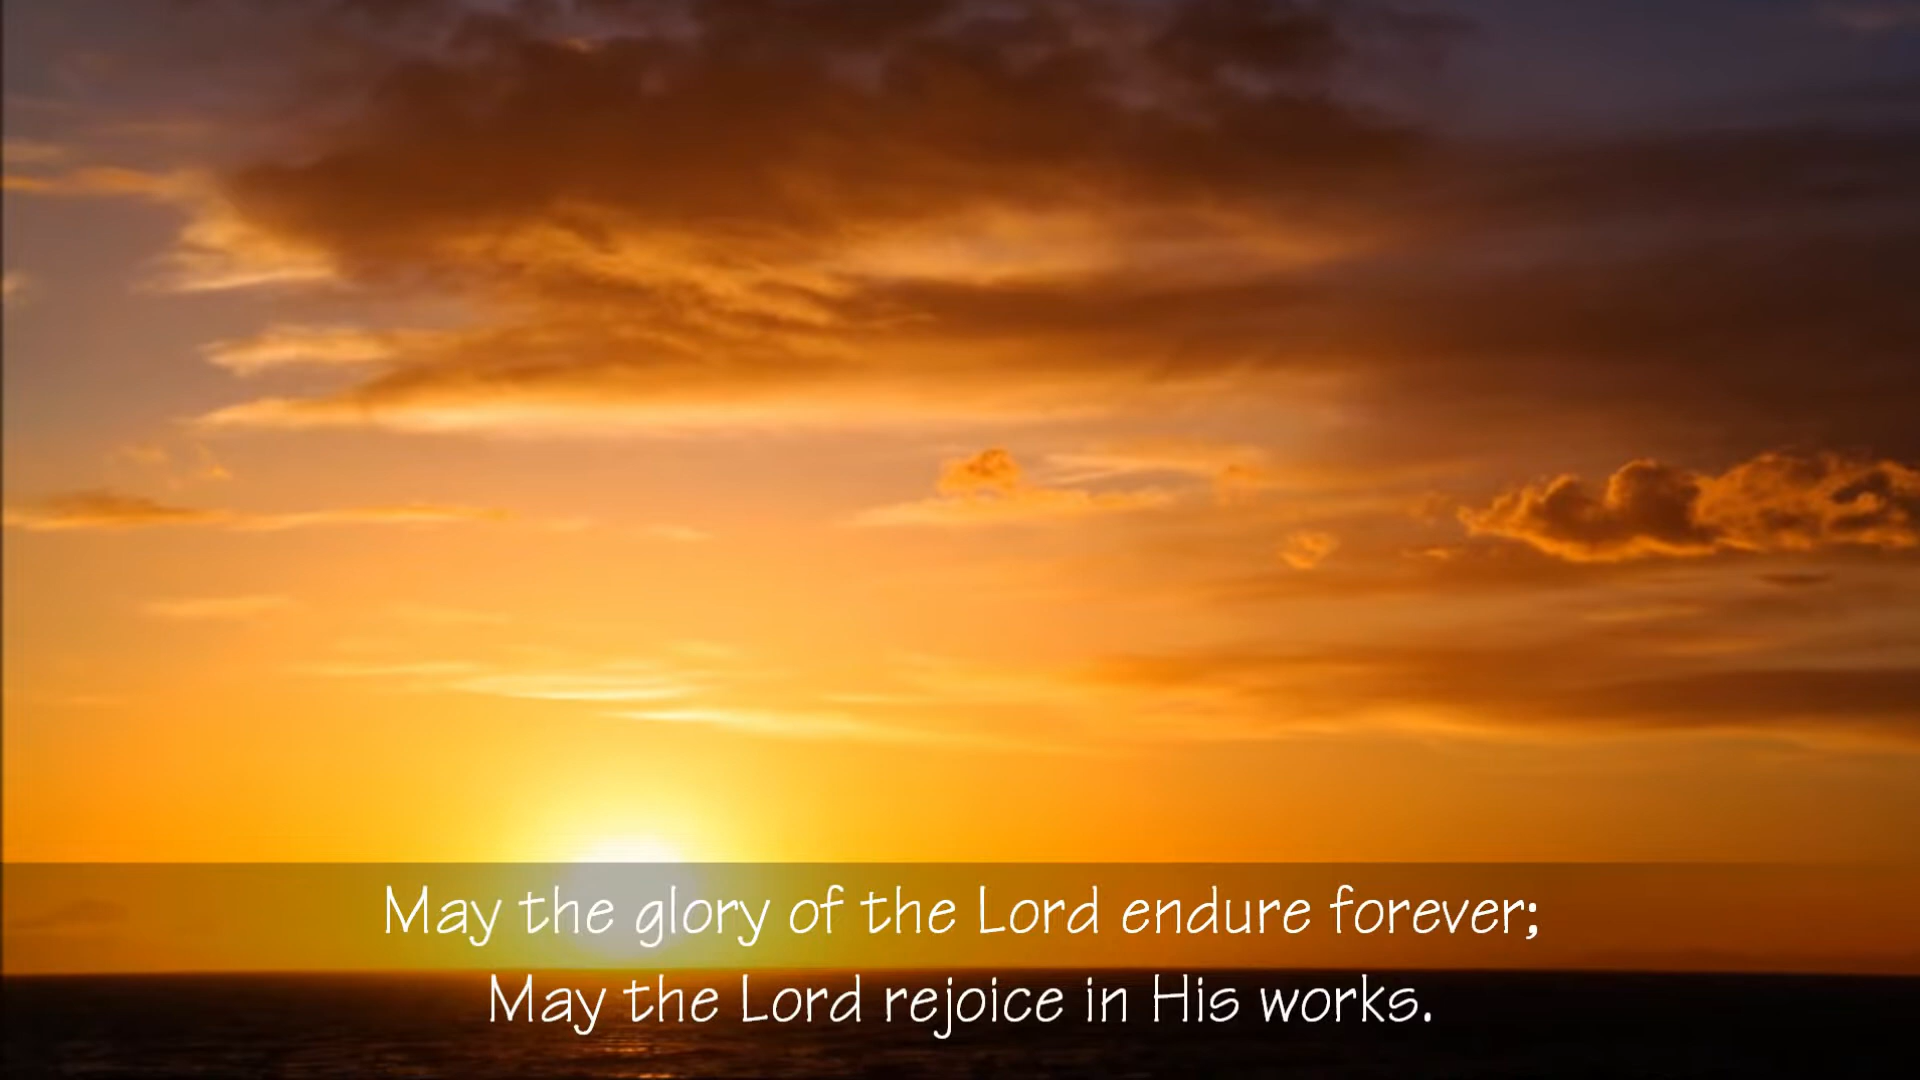 May the glory of the Lord endure forever;
May the Lord rejoice in His works.